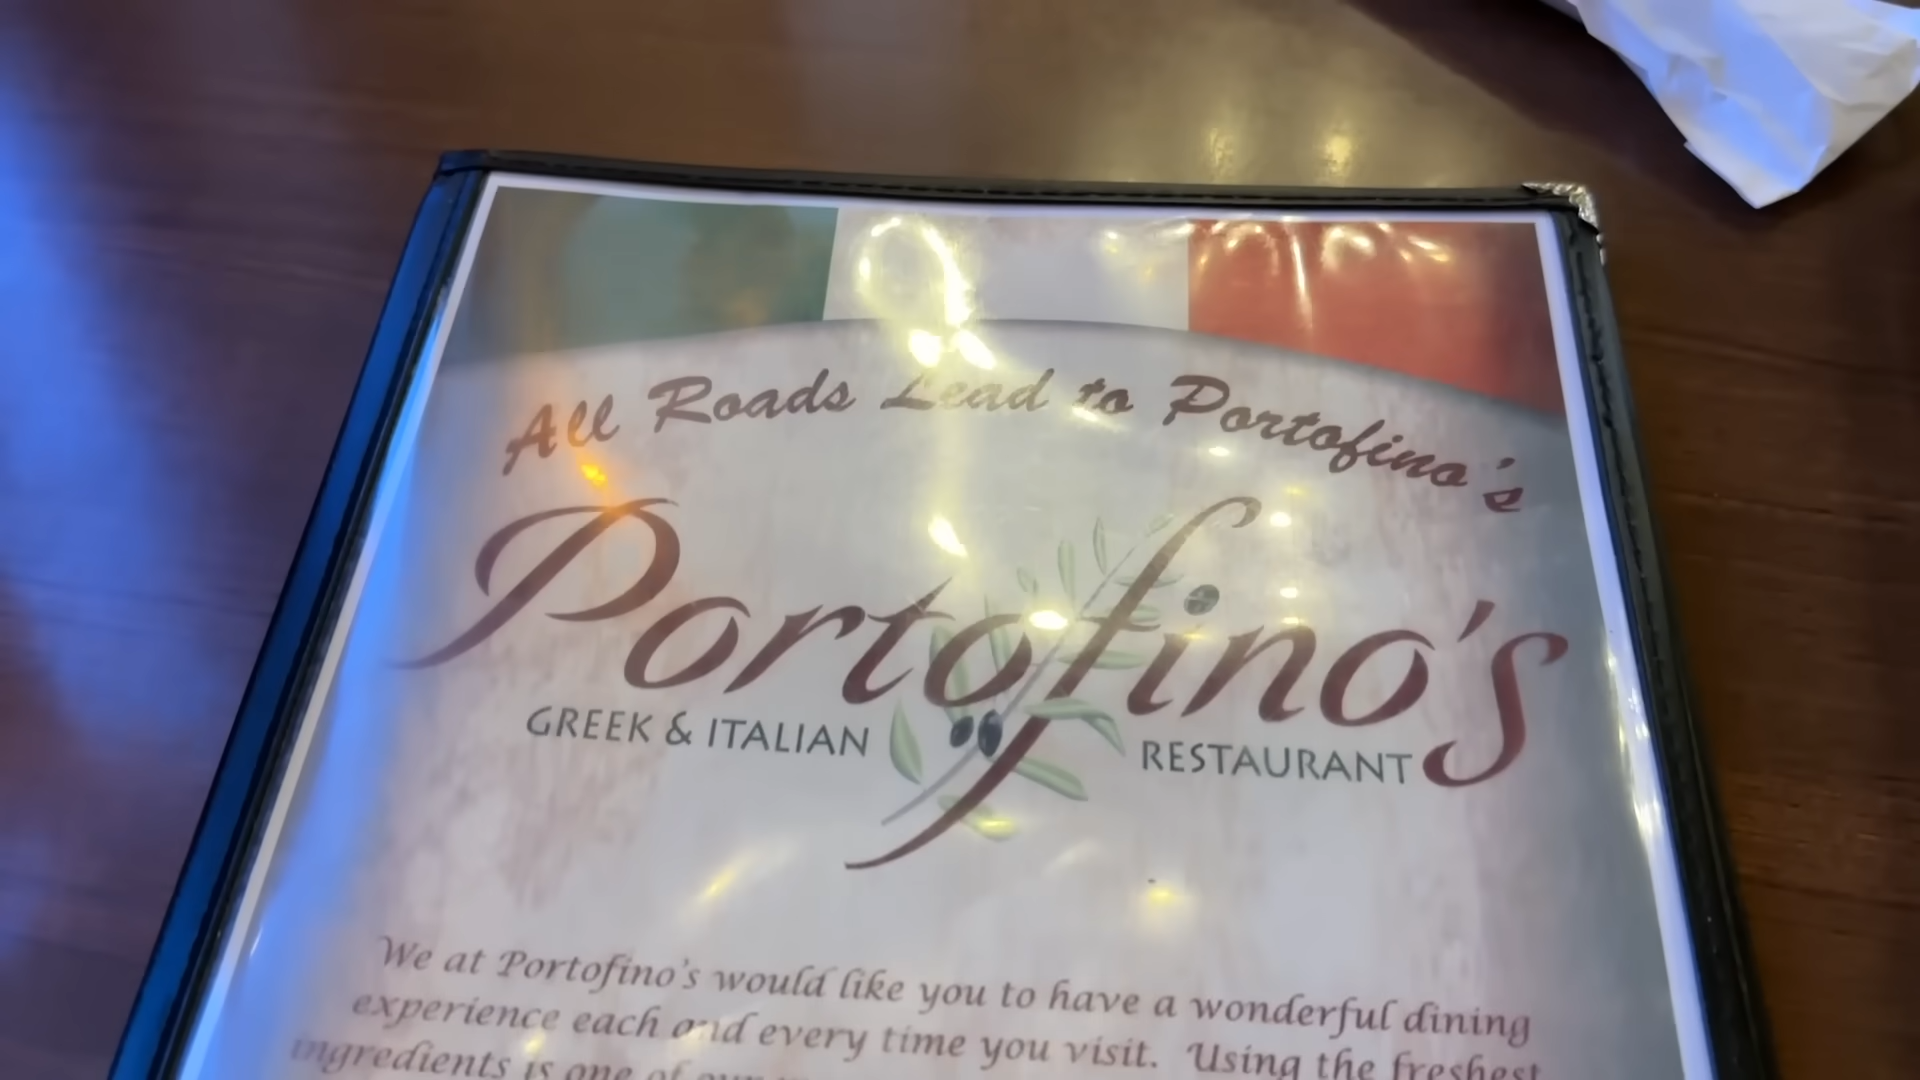 All Roads Lead to Portofino's
Portofino's
GREEK & ITALIAN RESTAURANT
We at Portofino's would like you to have a wonderful dining
experience each and every time you visit. Using the freshest
ingredients is one of our